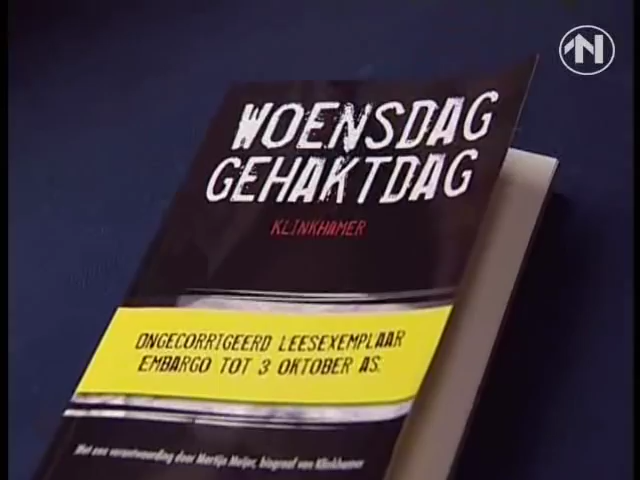 N
WOENSDAG
GEHAKTDAG
KLINKHAMER
ONGECORRIGEERD LEESEXEMPLAAR
EMBARGO TOT 3 OKTOBER AS.
Met een verantwoording door Martijn Meijer, biograaf van Klinkhamer